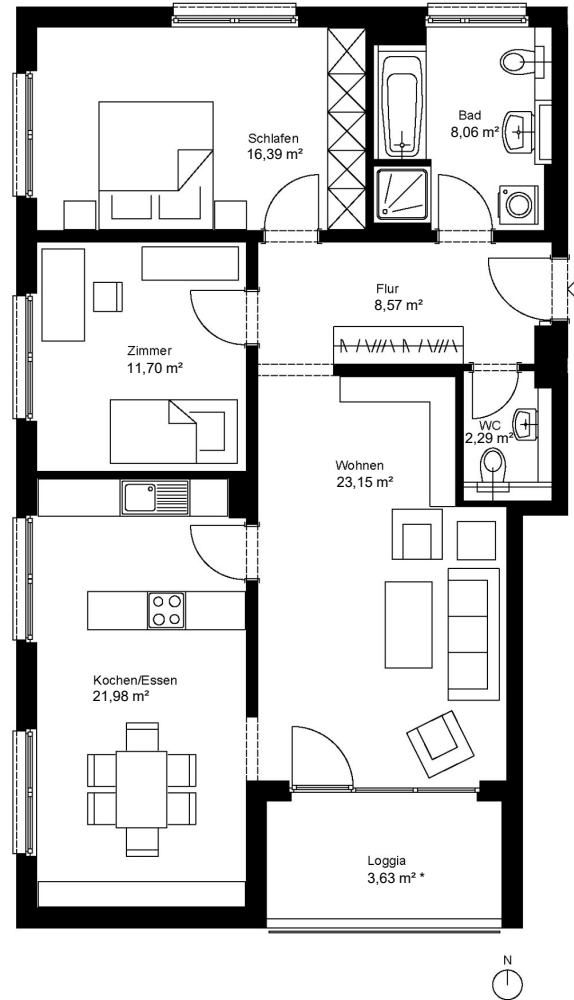 Schlafen
16,39 m²
Bad
8,06 m²
Flur
8,57 m²
Zimmer
11,70 m²
WC
2,29 m²
Wohnen
23,15 m²
Kochen/Essen
21,98 m²
Loggia
3,63 m² *
N